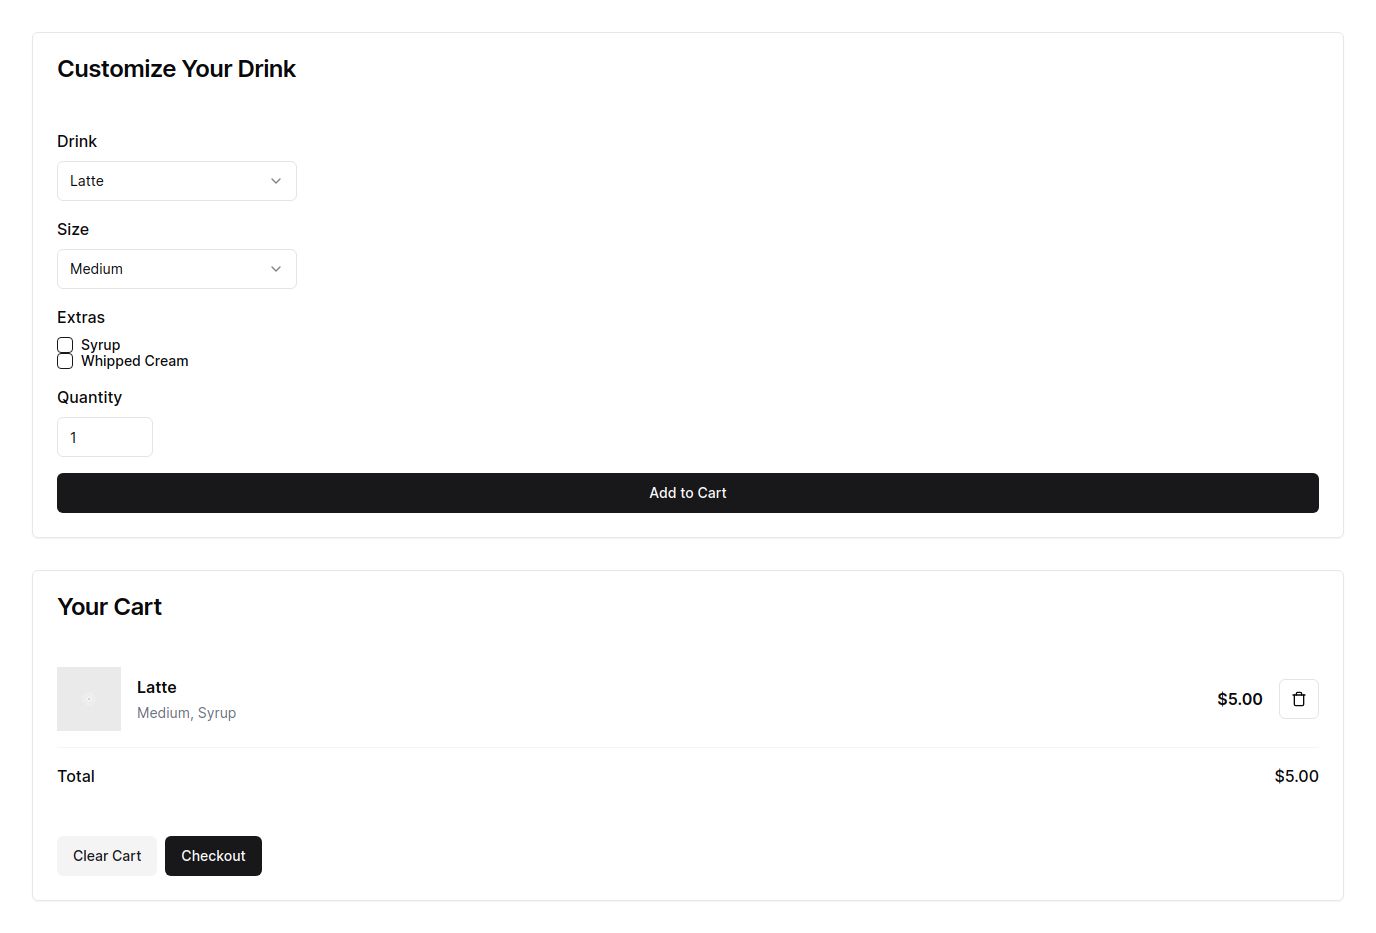 Customize Your Drink
Drink
Latte
Size
Medium
Extras
Syrup
Whipped Cream
Quantity
1
Add to Cart
Your Cart
Latte
Medium, Syrup
$5.00
Total
$5.00
Clear Cart
Checkout